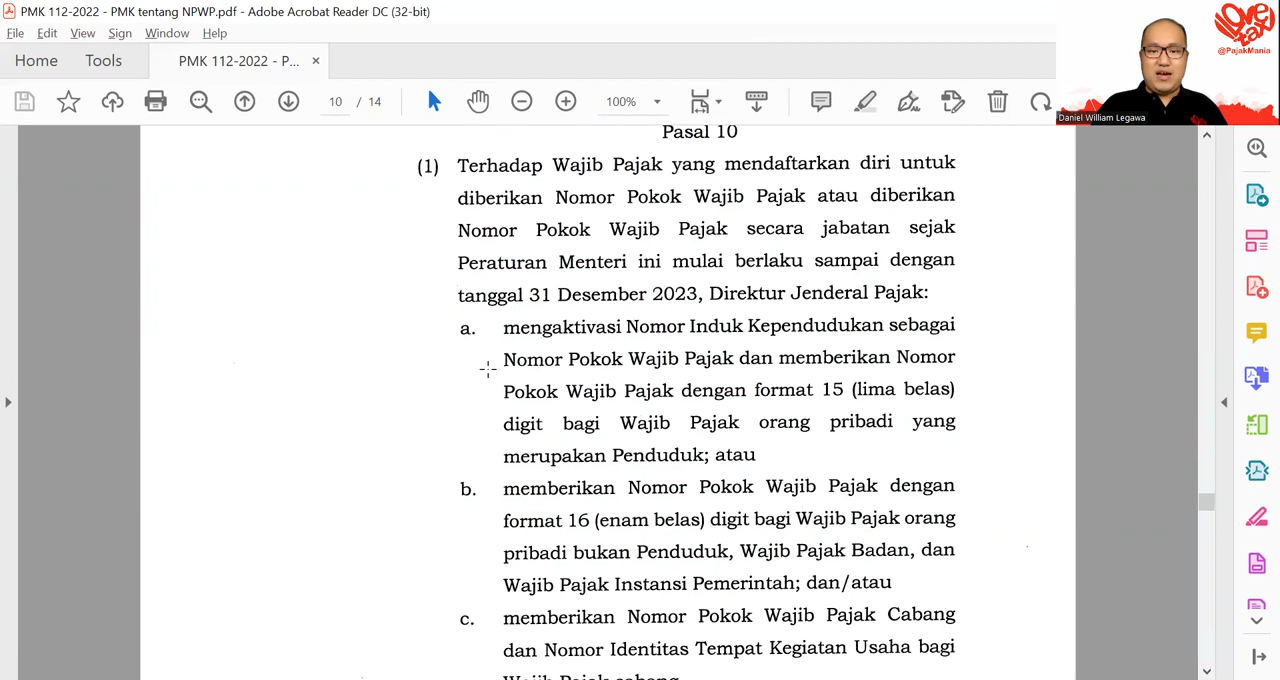 PMK 112-2022 - PMK tentang NPWP.pdf - Adobe Acrobat Reader DC (32-bit)
File Edit View Sign Window Help
Home Tools PMK 112-2022 - P... ×
10 / 14 100%
I love tax
@PajakMania
Daniel William Legawa
Pasal 10
(1) Terhadap Wajib Pajak yang mendaftarkan diri untuk
diberikan Nomor Pokok Wajib Pajak atau diberikan
Nomor Pokok Wajib Pajak secara jabatan sejak
Peraturan Menteri ini mulai berlaku sampai dengan
tanggal 31 Desember 2023, Direktur Jenderal Pajak:
a. mengaktivasi Nomor Induk Kependudukan sebagai
Nomor Pokok Wajib Pajak dan memberikan Nomor
Pokok Wajib Pajak dengan format 15 (lima belas)
digit bagi Wajib Pajak orang pribadi yang
merupakan Penduduk; atau
b. memberikan Nomor Pokok Wajib Pajak dengan
format 16 (enam belas) digit bagi Wajib Pajak orang
pribadi bukan Penduduk, Wajib Pajak Badan, dan
Wajib Pajak Instansi Pemerintah; dan/atau
c. memberikan Nomor Pokok Wajib Pajak Cabang
dan Nomor Identitas Tempat Kegiatan Usaha bagi
Wajib Pajak cabang